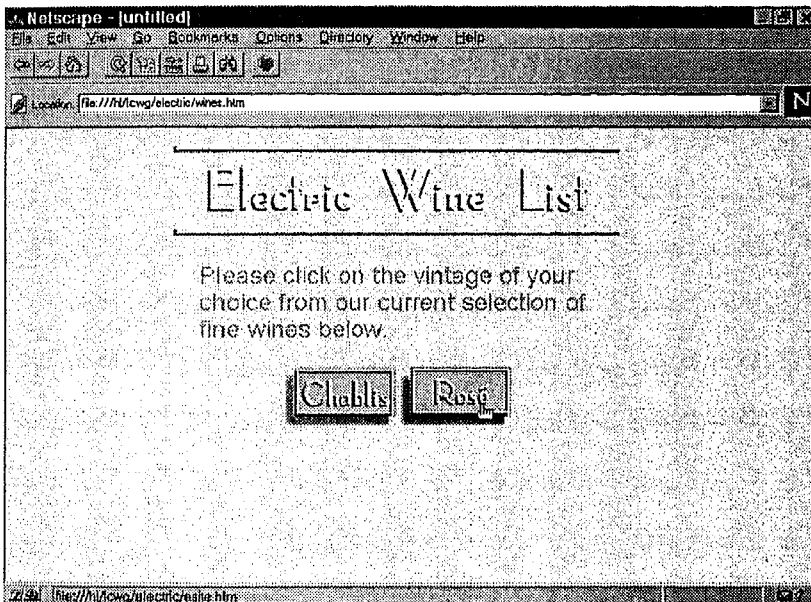 Netscape - [untitled]
File Edit View Go Bookmarks Options Directory Window Help
Location: file:///h|/lcwg/electric/wines.htm
N
Electric Wine List
Please click on the vintage of your
choice from our current selection of
fine wines below.
Chablis Rosé